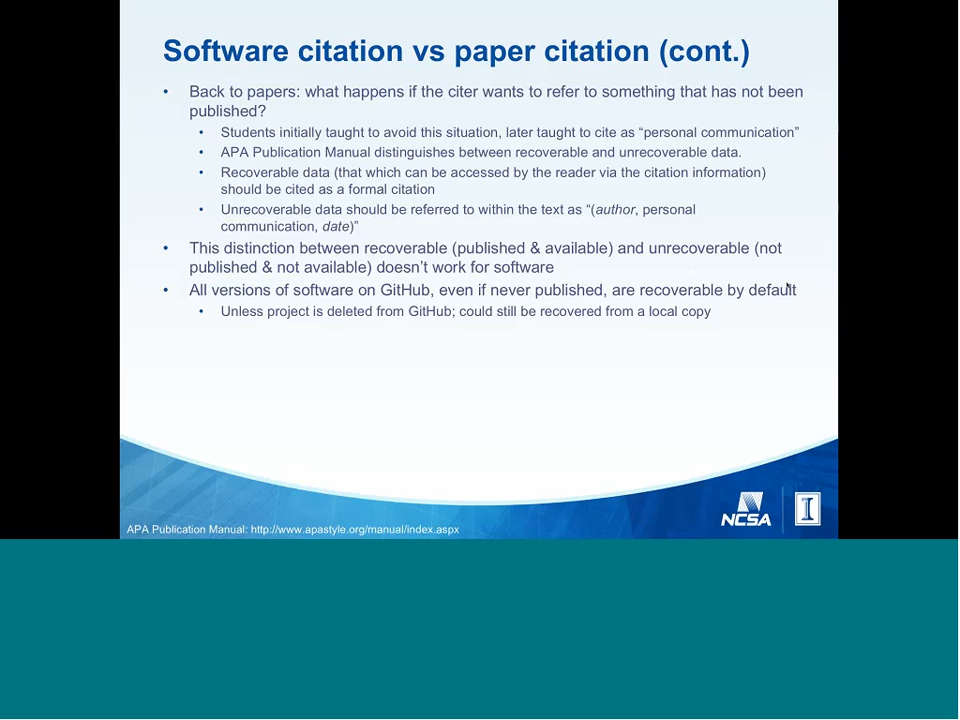 Software citation vs paper citation (cont.)
• Back to papers: what happens if the citer wants to refer to something that has not been
published?
• Students initially taught to avoid this situation, later taught to cite as “personal communication”
• APA Publication Manual distinguishes between recoverable and unrecoverable data.
• Recoverable data (that which can be accessed by the reader via the citation information)
should be cited as a formal citation
• Unrecoverable data should be referred to within the text as “(author, personal
communication, date)”
• This distinction between recoverable (published & available) and unrecoverable (not
published & not available) doesn’t work for software
• All versions of software on GitHub, even if never published, are recoverable by default
• Unless project is deleted from GitHub; could still be recovered from a local copy
NCSA
I
APA Publication Manual: http://www.apastyle.org/manual/index.aspx